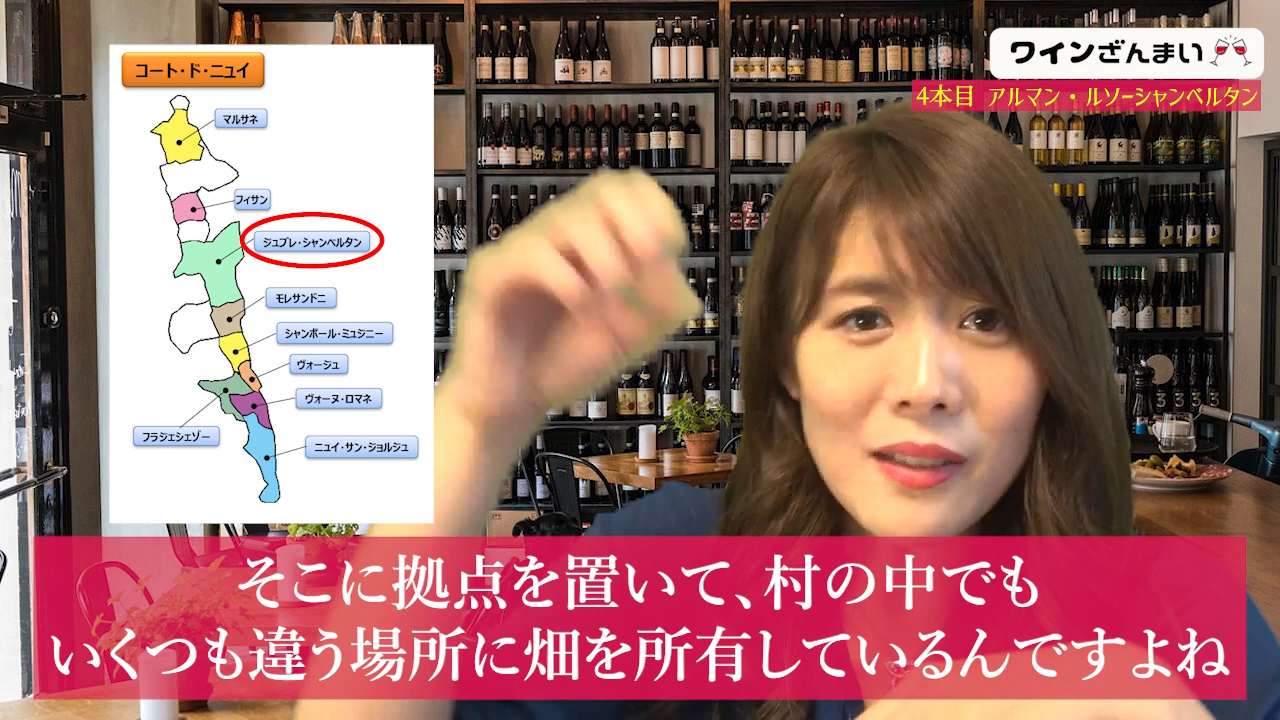 コート・ド・ニュイ
マルサネ
フィサン
ジュブレ・シャンベルタン
モレサンドニ
シャンボール・ミュジニー
ヴォージュ
ヴォーヌ・ロマネ
フラジェシェゾー
ニュイ・サン・ジョルジュ
ワインざんまい
4本目 アルマン・ルソーシャンベルタン
そこに拠点を置いて、村の中でも
いくつも違う場所に畑を所有しているんですよね